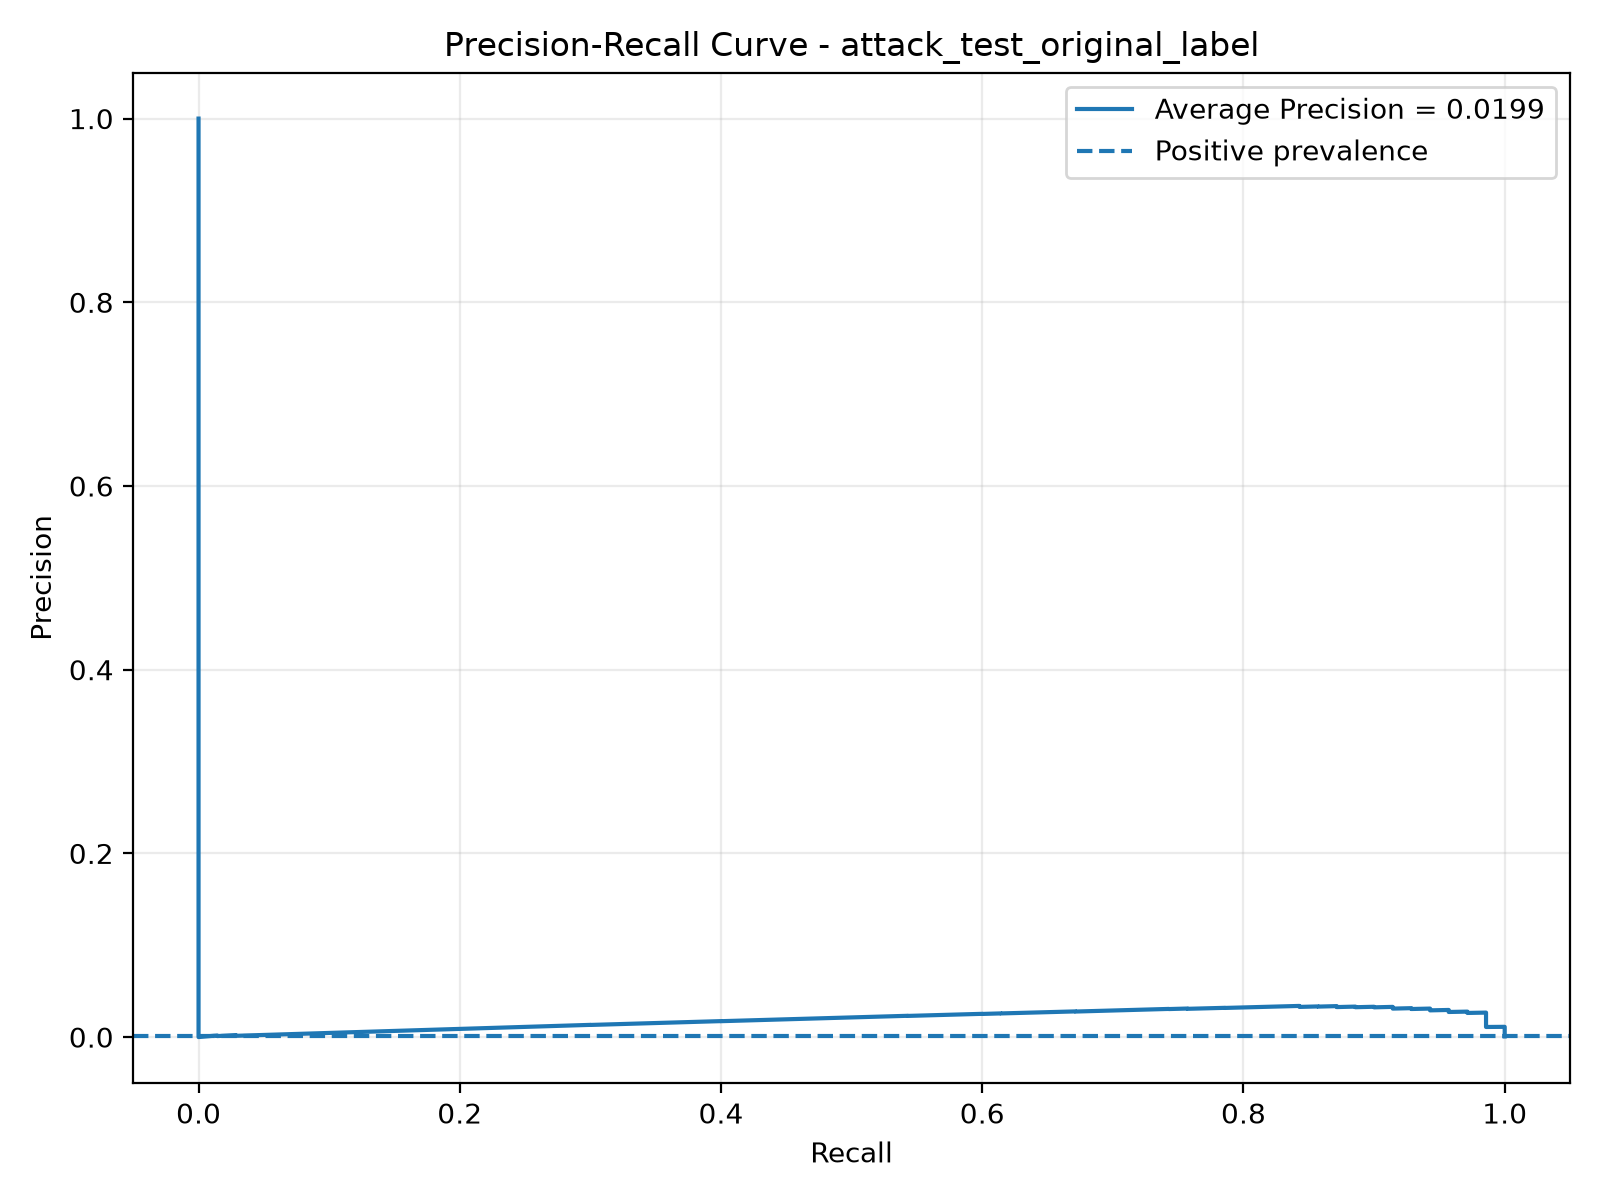 Precision-Recall Curve - attack_test_original_label
Average Precision = 0.0199
Positive prevalence
1.0
0.8
0.6
0.4
0.2
0.0
Precision
0.0 0.2 0.4 0.6 0.8 1.0
Recall